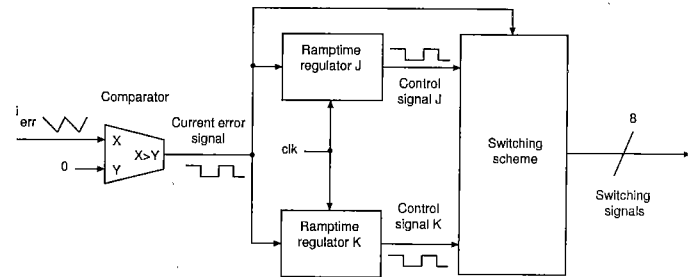 Ramptime
regulator J
Control
signal J
Comparator
i err
X
X>Y
0
Y
Current error
signal
clk
Switching
scheme
8
Switching
signals
Ramptime
regulator K
Control
signal K